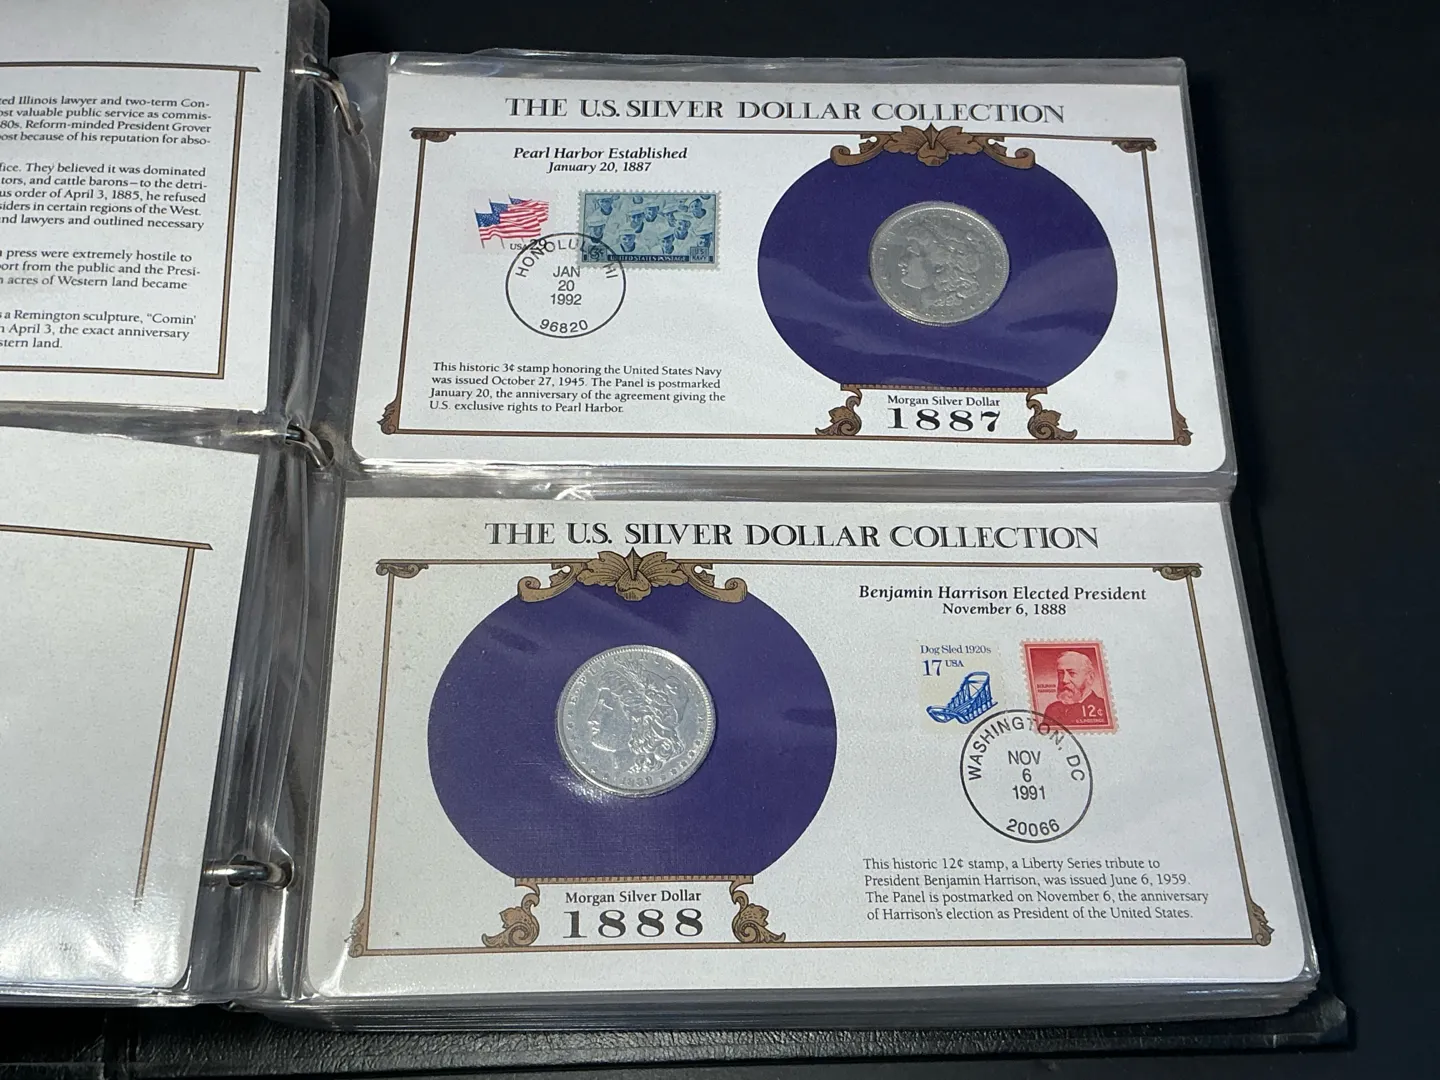 ted Illinois lawyer and two-term Con-
ost valuable public service as commis-
80s. Reform-minded President Grover
post because of his reputation for abso-
fice. They believed it was dominated
tors, and cattle barons—to the detri-
us order of April 3, 1885, he refused
siders in certain regions of the West.
nd lawyers and outlined necessary
press were extremely hostile to
port from the public and the Presi-
acres of Western land became
s a Remington sculpture, "Comin'
April 3, the exact anniversary
stern land.
THE U.S. SILVER DOLLAR COLLECTION
Pearl Harbor Established
January 20, 1887
USA 29
3¢ UNITED STATES POSTAGE U.S. NAVY
HONOLULU HI
JAN
20
1992
96820
This historic 3¢ stamp honoring the United States Navy
was issued October 27, 1945. The Panel is postmarked
January 20, the anniversary of the agreement giving the
U.S. exclusive rights to Pearl Harbor.
Morgan Silver Dollar
1887
THE U.S. SILVER DOLLAR COLLECTION
Benjamin Harrison Elected President
November 6, 1888
Dog Sled 1920s
17 USA
BENJAMIN
HARRISON
12¢
U.S. POSTAGE
WASHINGTON, DC
NOV
6
1991
20066
This historic 12¢ stamp, a Liberty Series tribute to
President Benjamin Harrison, was issued June 6, 1959.
The Panel is postmarked on November 6, the anniversary
of Harrison's election as President of the United States.
Morgan Silver Dollar
1888